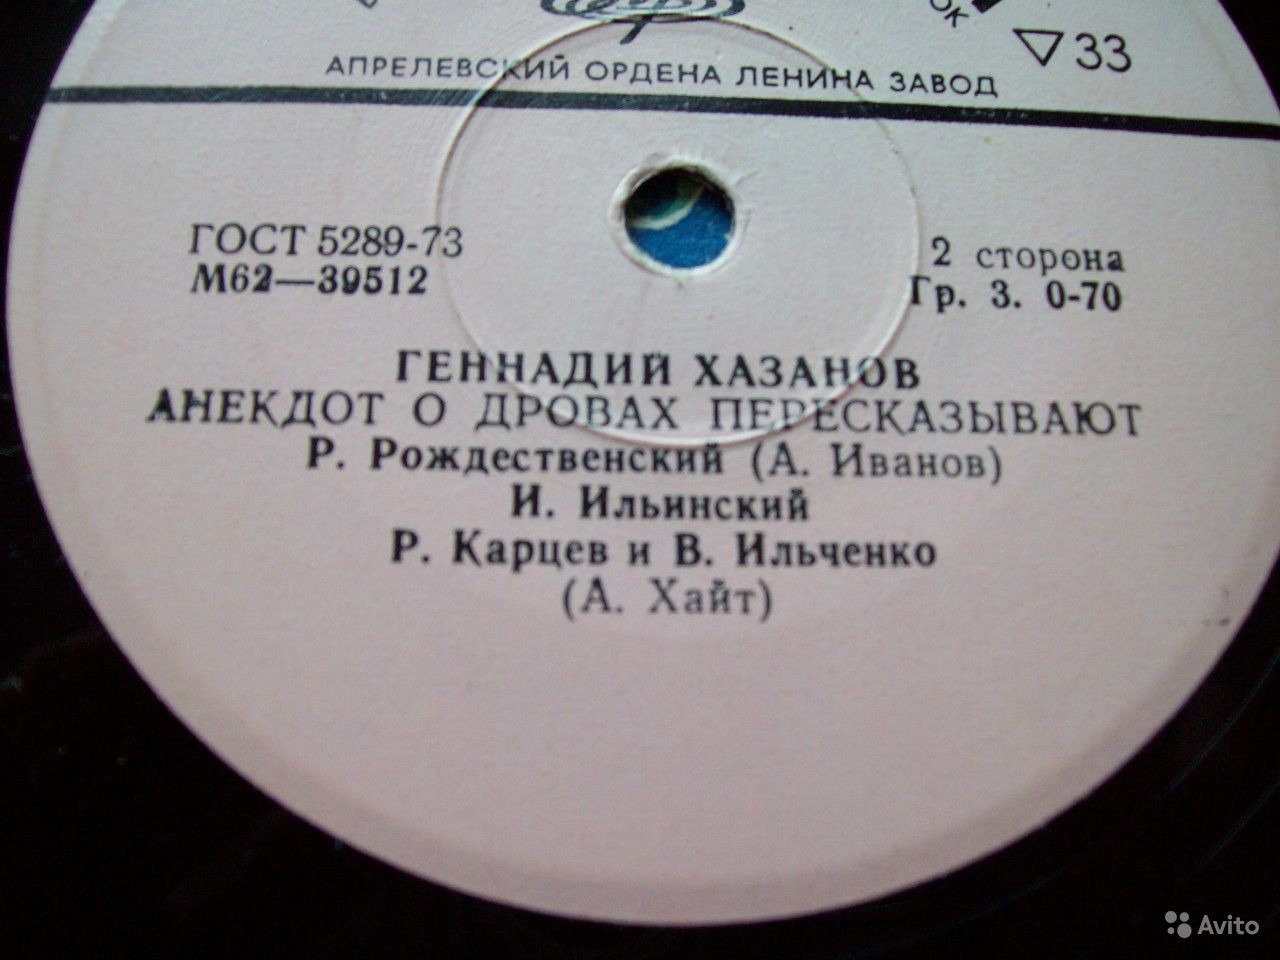 ▽33
АПРЕЛЕВСКИЙ ОРДЕНА ЛЕНИНА ЗАВОД
ГОСТ 5289-73
М62—39512
2 сторона
Гр. 3. 0-70
ГЕННАДИЙ ХАЗАНОВ
АНЕКДОТ О ДРОВАХ ПЕРЕСКАЗЫВАЮТ
Р. Рождественский (А. Иванов)
И. Ильинский
Р. Карцев и В. Ильченко
(А. Хайт)
Avito